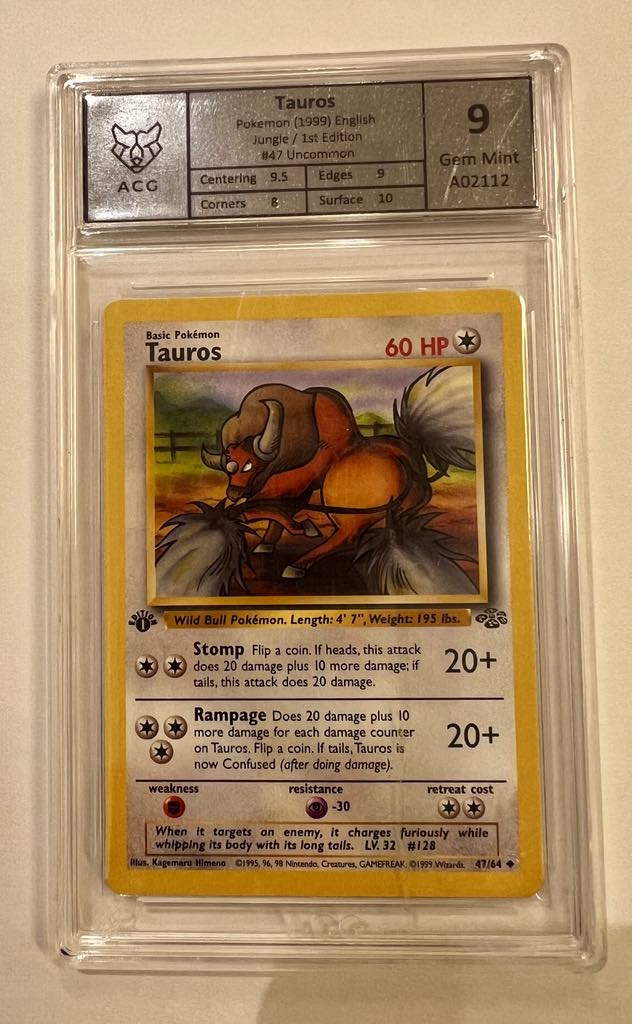 Tauros
Pokemon (1999) English
Jungle / 1st Edition
#47 Uncommon
ACG
Centering 9.5 Edges 9
Corners 8 Surface 10
9
Gem Mint
A02112
Basic Pokémon
Tauros 60 HP
EDITION
1
Wild Bull Pokémon. Length: 4' 7", Weight: 195 lbs.
Stomp Flip a coin. If heads, this attack
does 20 damage plus 10 more damage; if
tails, this attack does 20 damage.
20+
Rampage Does 20 damage plus 10
more damage for each damage counter
on Tauros. Flip a coin. If tails, Tauros is
now Confused (after doing damage).
20+
weakness resistance retreat cost
-30
When it targets an enemy, it charges furiously while
whipping its body with its long tails. LV. 32 #128
Illus. Kagemaru Himeno ©1995, 96, 98 Nintendo, Creatures, GAMEFREAK. ©1999 Wizards. 47/64